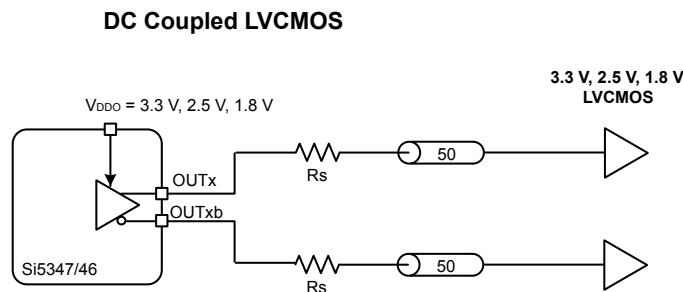 DC Coupled LVCMOS
3.3 V, 2.5 V, 1.8 V
LVCMOS
VDDO = 3.3 V, 2.5 V, 1.8 V
50
OUTx
Rs
OUTxb
Si5347/46
50
Rs